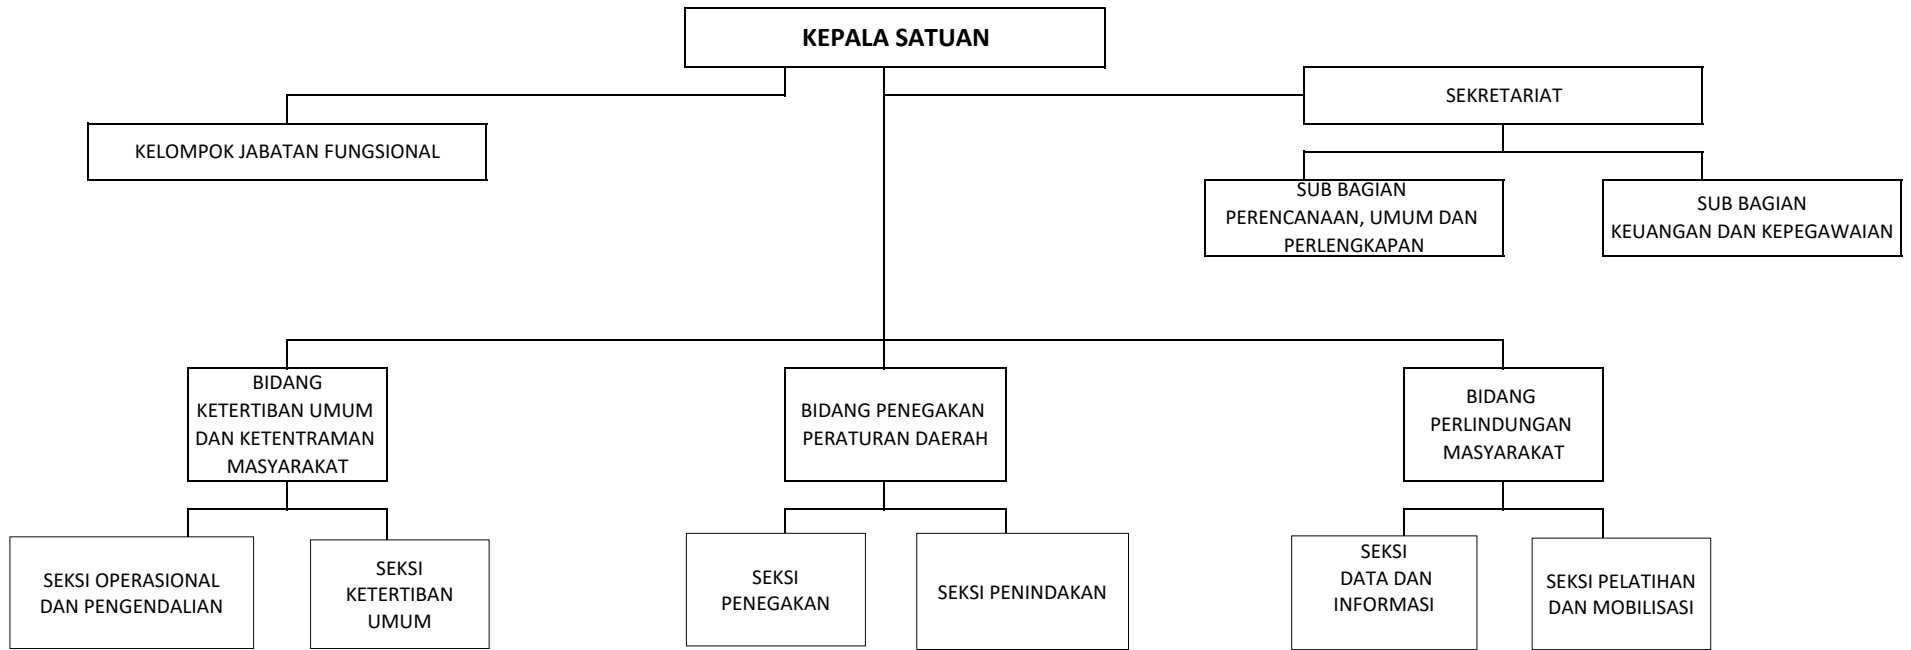 KEPALA SATUAN
SEKRETARIAT
KELOMPOK JABATAN FUNGSIONAL
SUB BAGIAN
PERENCANAAN, UMUM DAN
PERLENGKAPAN
SUB BAGIAN
KEUANGAN DAN KEPEGAWAIAN
BIDANG
KETERTIBAN UMUM
DAN KETENTRAMAN
MASYARAKAT
BIDANG PENEGAKAN
PERATURAN DAERAH
BIDANG
PERLINDUNGAN
MASYARAKAT
SEKSI OPERASIONAL
DAN PENGENDALIAN
SEKSI
KETERTIBAN
UMUM
SEKSI
PENEGAKAN
SEKSI PENINDAKAN
SEKSI
DATA DAN
INFORMASI
SEKSI PELATIHAN
DAN MOBILISASI